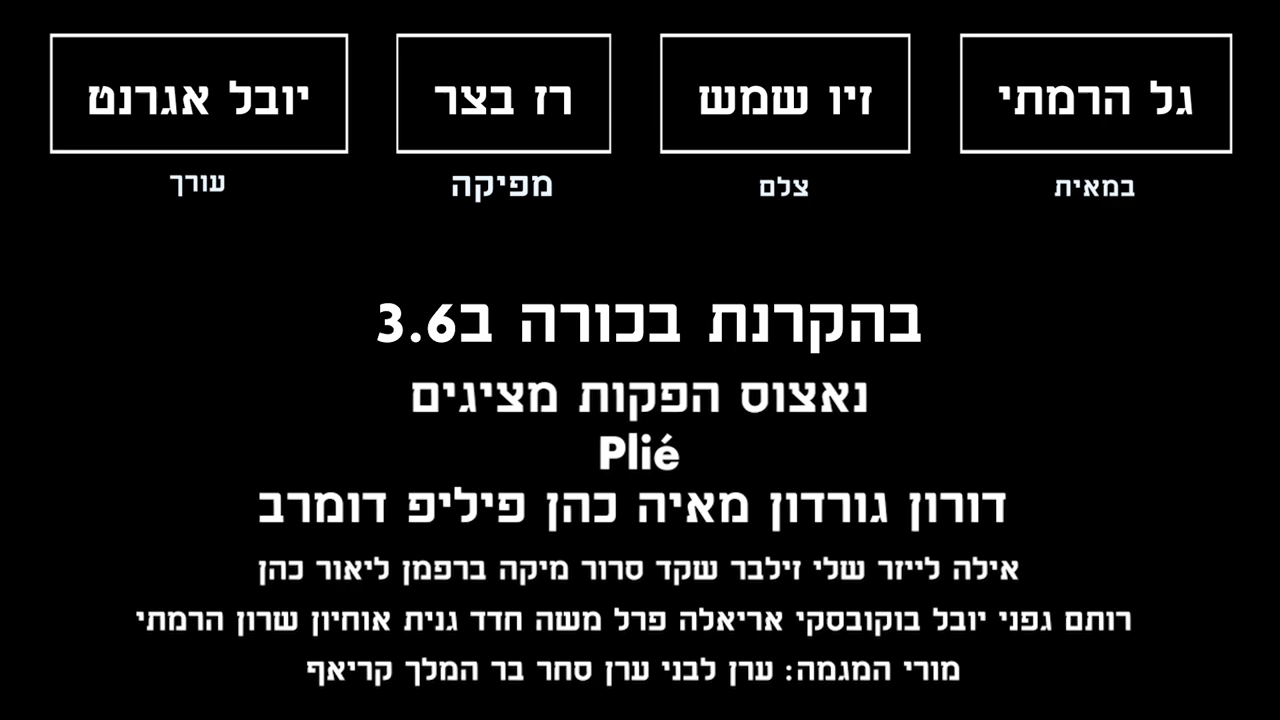 גל הרמתי
זיו שמש
רז בצר
יובל אגרנט
במאית
צלם
מפיקה
עורך
בהקרנת בכורה ב3.6
נאצוס הפקות מציגים
Plié
דורון גורדון מאיה כהן פיליפ דומרב
אילה לייזר שלי זילבר שקד סרור מיקה ברפמן ליאור כהן
רותם גפני יובל בוקובסקי אריאלה פרל משה חדד גנית אוחיון שרון הרמתי
מורי המגמה: ערן לבני ערן סחר בר המלך קריאף